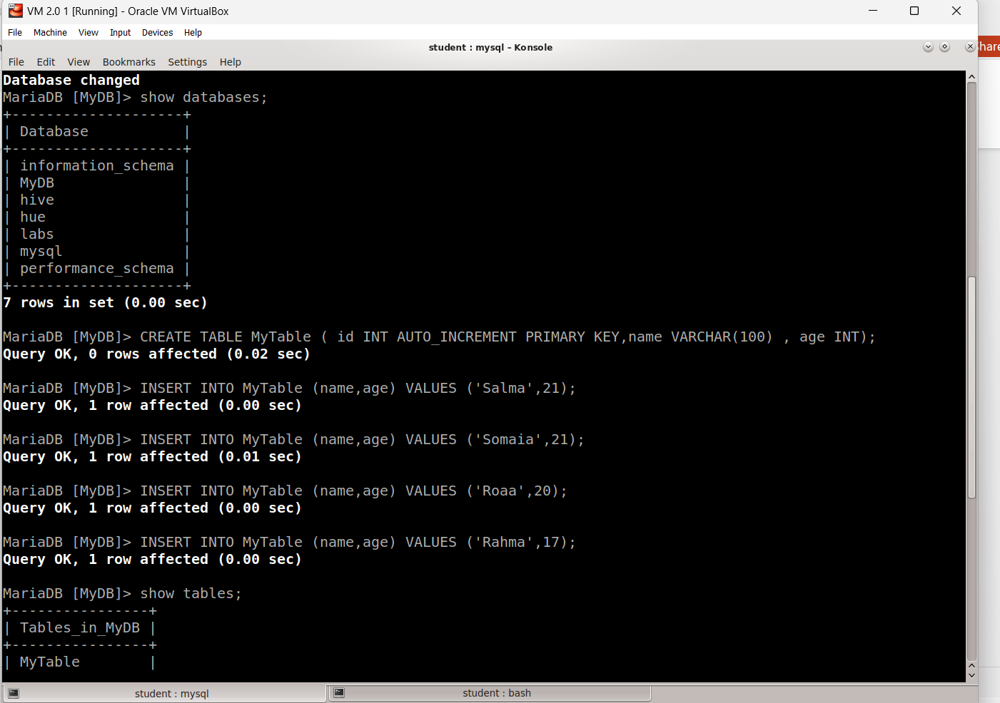 VM 2.0 1 [Running] - Oracle VM VirtualBox
File Machine View Input Devices Help
student : mysql – Konsole
hare
File Edit View Bookmarks Settings Help
Database changed
MariaDB [MyDB]> show databases;
+--------------------+
| Database           |
+--------------------+
| information_schema |
| MyDB               |
| hive               |
| hue                |
| labs               |
| mysql              |
| performance_schema |
+--------------------+
7 rows in set (0.00 sec)
MariaDB [MyDB]> CREATE TABLE MyTable ( id INT AUTO_INCREMENT PRIMARY KEY,name VARCHAR(100) , age INT);
Query OK, 0 rows affected (0.02 sec)
MariaDB [MyDB]> INSERT INTO MyTable (name,age) VALUES ('Salma',21);
Query OK, 1 row affected (0.00 sec)
MariaDB [MyDB]> INSERT INTO MyTable (name,age) VALUES ('Somaia',21);
Query OK, 1 row affected (0.01 sec)
MariaDB [MyDB]> INSERT INTO MyTable (name,age) VALUES ('Roaa',20);
Query OK, 1 row affected (0.00 sec)
MariaDB [MyDB]> INSERT INTO MyTable (name,age) VALUES ('Rahma',17);
Query OK, 1 row affected (0.00 sec)
MariaDB [MyDB]> show tables;
+----------------+
| Tables_in_MyDB |
+----------------+
| MyTable        |
student : mysql
student : bash